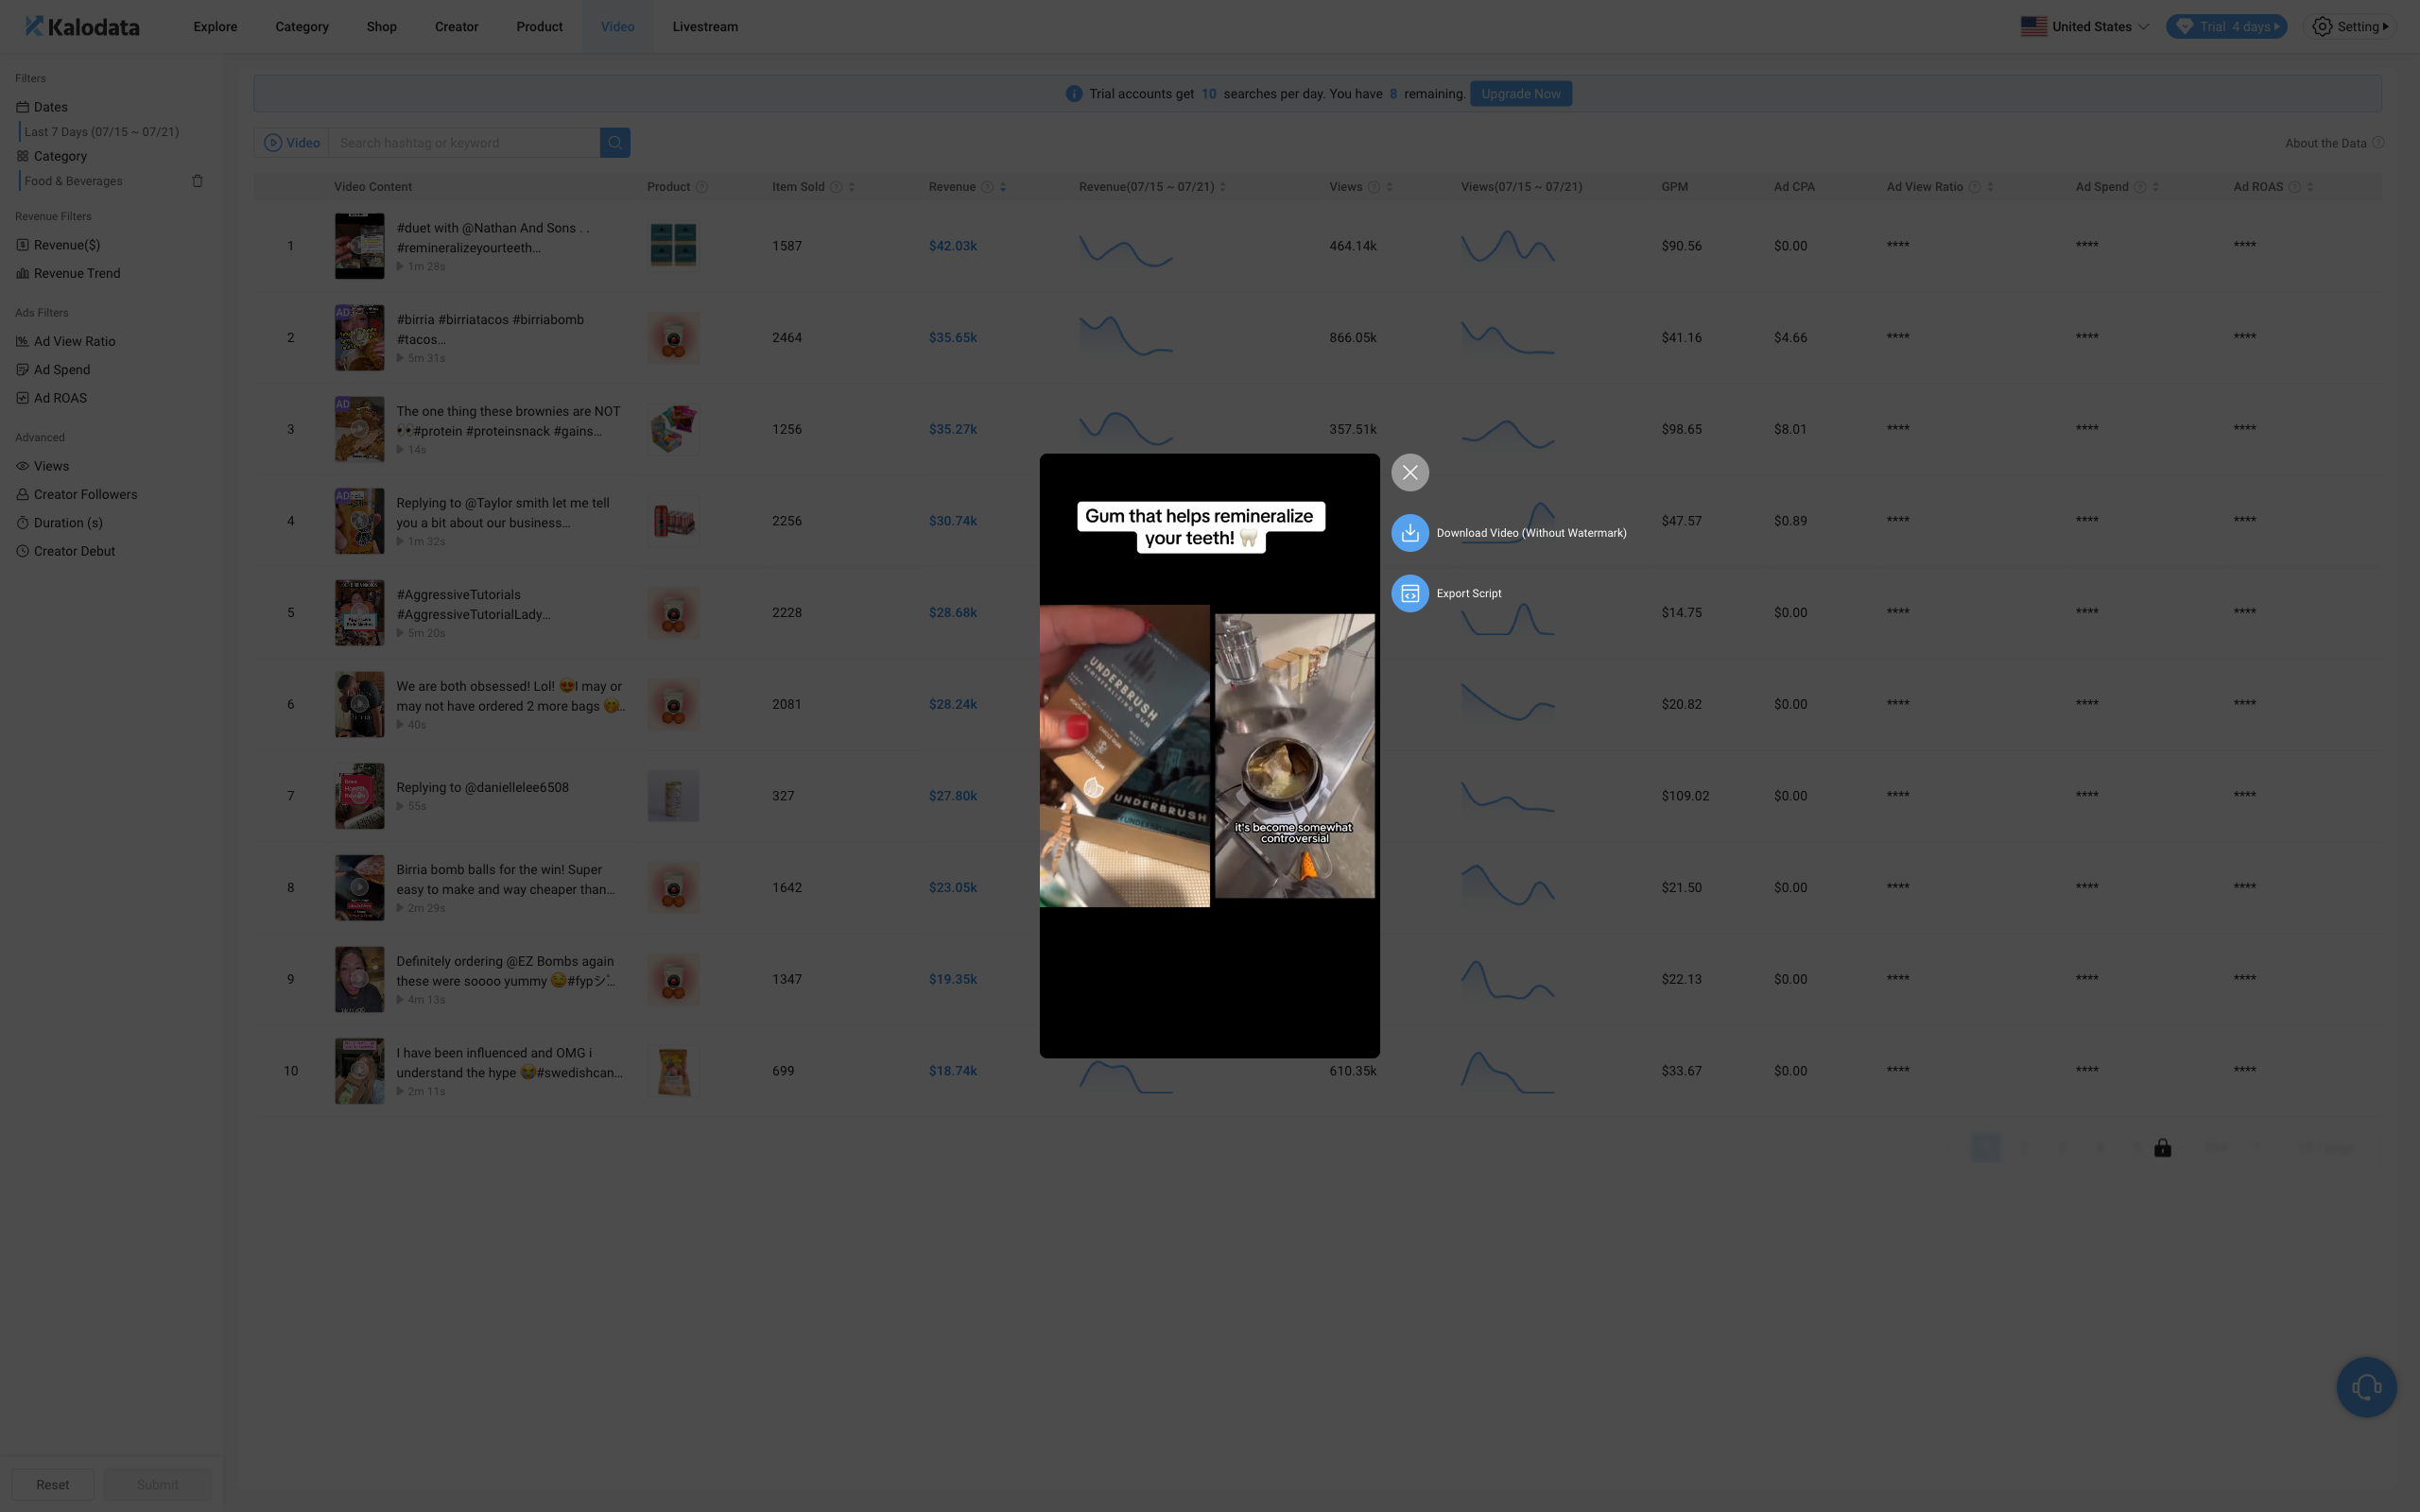 Kalodata
Explore
Category
Shop
Creator
Product
Video
Livestream
United States
Trial 4 days
Setting
Filters
Dates
Last 7 Days (07/15 ~ 07/21)
Category
Food & Beverages
Revenue Filters
Revenue($)
Revenue Trend
Ads Filters
Ad View Ratio
Ad Spend
Ad ROAS
Advanced
Views
Creator Followers
Duration (s)
Creator Debut
Reset
Submit
Trial accounts get 10 searches per day. You have 8 remaining. Upgrade Now
Video
Search hashtag or keyword
About the Data
Video Content Product Item Sold Revenue Revenue(07/15 ~ 07/21) Views Views(07/15 ~ 07/21) GPM Ad CPA Ad View Ratio Ad Spend Ad ROAS
1 #duet with @Nathan And Sons . . 1587 $42.03k 464.14k $90.56 $0.00 **** **** ****
#remineralizeyourteeth...
1m 28s
AD
2 #birria #birriatacos #birriabomb 2464 $35.65k 866.05k $41.16 $4.66 **** **** ****
#tacos...
5m 31s
AD
3 The one thing these brownies are NOT 1256 $35.27k 357.51k $98.65 $8.01 **** **** ****
👀#protein #proteinsnack #gains...
14s
AD
4 Replying to @Taylor smith let me tell 2256 $30.74k $47.57 $0.89 **** **** ****
you a bit about our business...
1m 32s
5 #AggressiveTutorials 2228 $28.68k $14.75 $0.00 **** **** ****
#AggressiveTutorialLady...
5m 20s
6 We are both obsessed! Lol! 😍I may or 2081 $28.24k $20.82 $0.00 **** **** ****
may not have ordered 2 more bags 🤭..
40s
7 Replying to @daniellelee6508 327 $27.80k $109.02 $0.00 **** **** ****
55s
8 Birria bomb balls for the win! Super 1642 $23.05k $21.50 $0.00 **** **** ****
easy to make and way cheaper than...
2m 29s
9 Definitely ordering @EZ Bombs again 1347 $19.35k $22.13 $0.00 **** **** ****
these were soooo yummy 😋#fypシ゚...
4m 13s
10 I have been influenced and OMG i 699 $18.74k 610.35k $33.67 $0.00 **** **** ****
understand the hype 😭#swedishcan...
2m 11s
Gum that helps remineralize
your teeth! 🦷
UNDERBRUSH
REMINERALIZING GUM
UNDERBRUSH
it's become somewhat
controversial
Download Video (Without Watermark)
Export Script